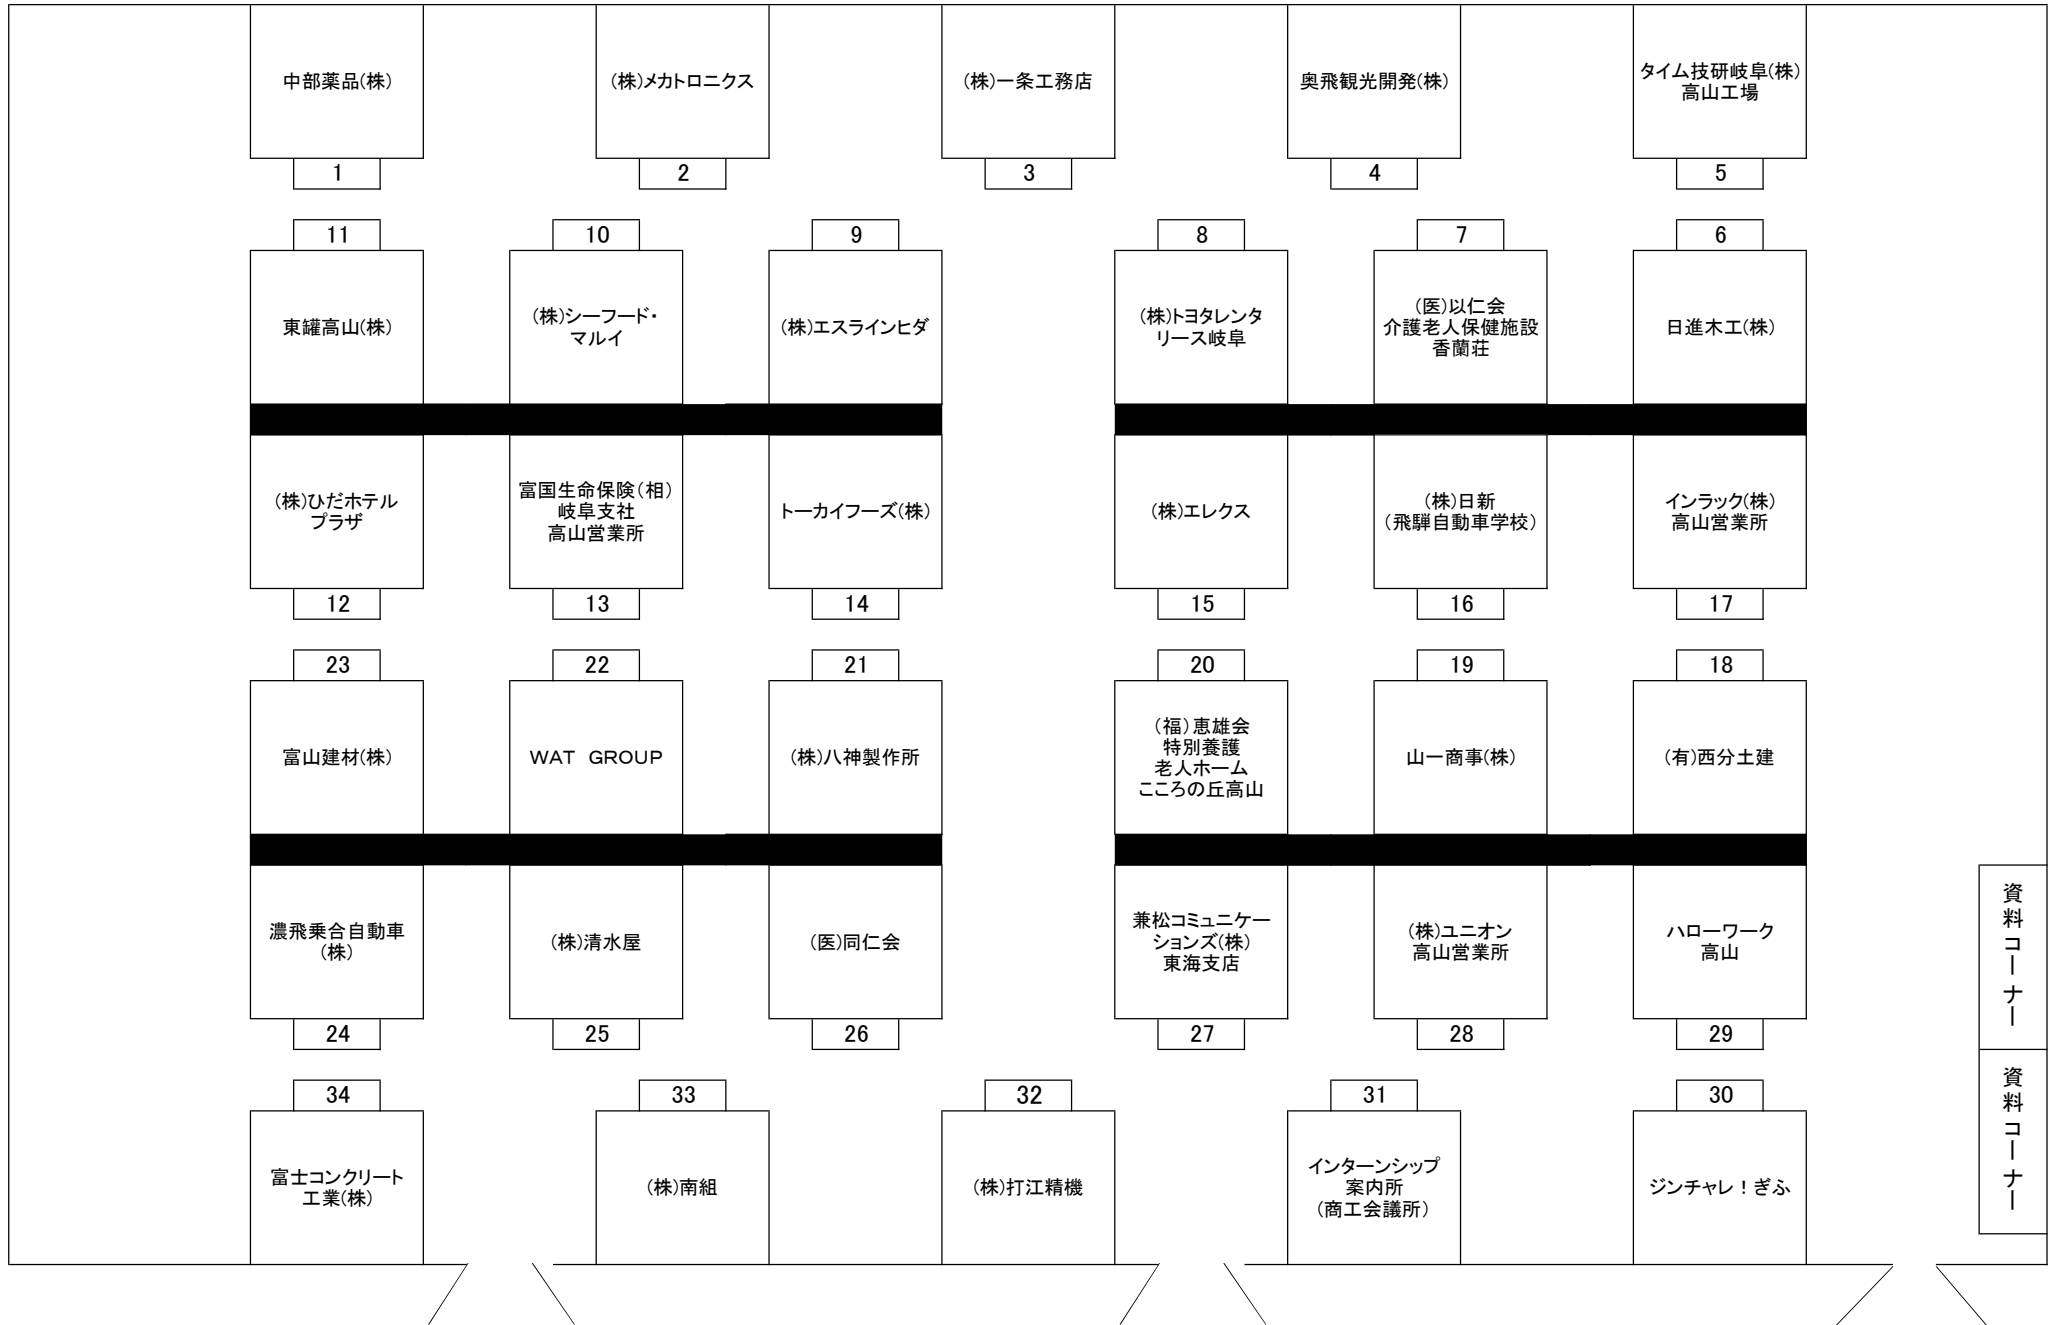 中部薬品(株)
1
(株)メカトロニクス
2
(株)一条工務店
3
奥飛観光開発(株)
4
タイム技研岐阜(株)
高山工場
5
11
東罐高山(株)
10
(株)シーフード・
マルイ
9
(株)エスラインヒダ
8
(株)トヨタレンタ
リース岐阜
7
(医)以仁会
介護老人保健施設
香蘭荘
6
日進木工(株)
(株)ひだホテル
プラザ
12
富国生命保険(相)
岐阜支社
高山営業所
13
トーカイフーズ(株)
14
(株)エレクス
15
(株)日新
(飛騨自動車学校)
16
インラック(株)
高山営業所
17
23
富山建材(株)
22
WAT GROUP
21
(株)八神製作所
20
(福)恵雄会
特別養護
老人ホーム
こころの丘高山
19
山一商事(株)
18
(有)西分土建
濃飛乗合自動車
(株)
24
(株)清水屋
25
(医)同仁会
26
兼松コミュニケー
ションズ(株)
東海支店
27
(株)ユニオン
高山営業所
28
ハローワーク
高山
29
資料コーナー
資料コーナー
34
富士コンクリート
工業(株)
33
(株)南組
32
(株)打江精機
31
インターンシップ
案内所
(商工会議所)
30
ジンチャレ！ぎふ